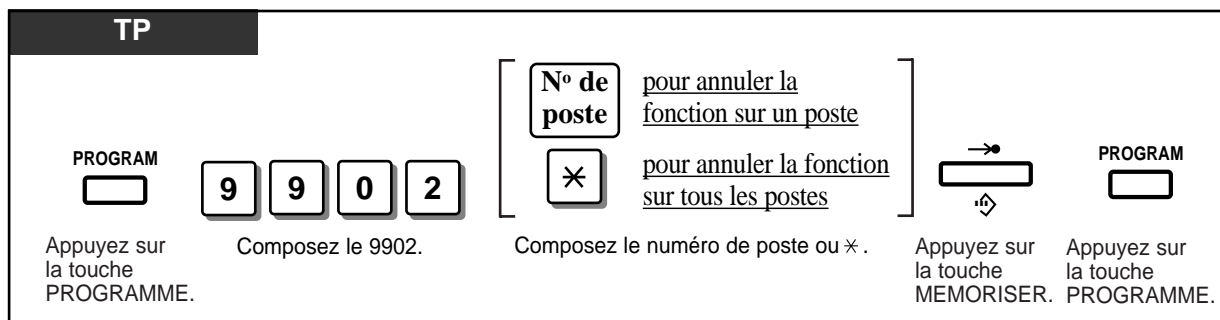 TP
PROGRAM
9 9 0 2
Nº de
poste
pour annuler la
fonction sur un poste
✳
pour annuler la fonction
sur tous les postes
PROGRAM
Appuyez sur
la touche
PROGRAMME.
Composez le 9902.
Composez le numéro de poste ou ✳.
Appuyez sur
la touche
MEMORISER.
Appuyez sur
la touche
PROGRAMME.